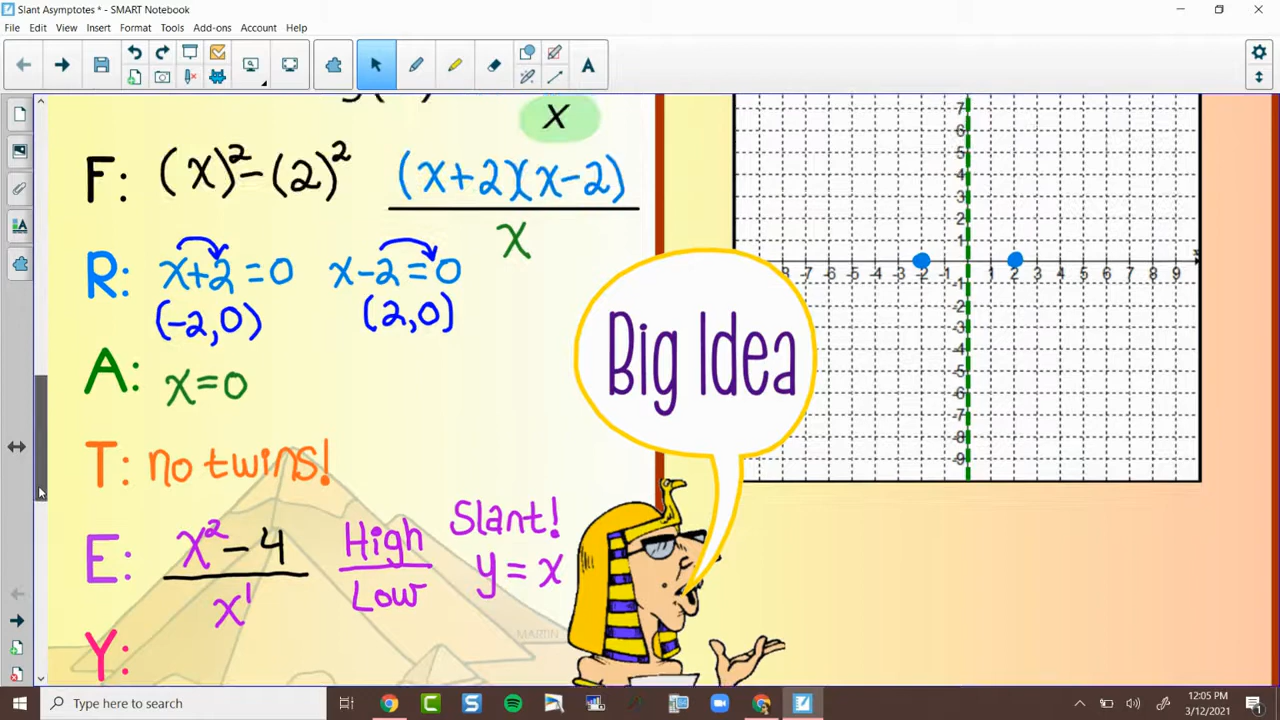 Slant Asymptotes * - SMART Notebook
File Edit View Insert Format Tools Add-ons Account Help
x
F: (x)²-(2)² (x+2)(x-2)
x
R: x+2=0 x-2=0
(-2,0) (2,0)
A: x=0
T: no twins!
E: x²-4 High Slant!
x¹ Low y=x
Y:
Big Idea
MARTIN
7
6
5
4
3
2
1
8 -7 -6 -5 -4 -3 -2 -1 1 2 3 4 5 6 7 8 9
x
-1
-2
-3
-4
-5
-6
-7
-8
-9
Type here to search
12:05 PM
3/12/2021
1